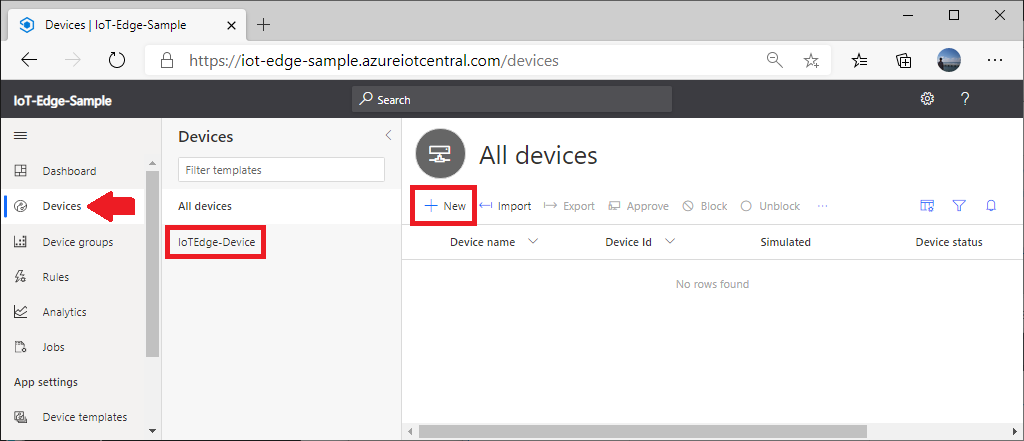 Devices | IoT-Edge-Sample
https://iot-edge-sample.azureiotcentral.com/devices
IoT-Edge-Sample
Search
?
Dashboard
Devices
Device groups
Rules
Analytics
Jobs
App settings
Device templates
Devices
Filter templates
All devices
IoTEdge-Device
All devices
New Import Export Approve Block Unblock ...
Device name Device Id Simulated Device status
No rows found